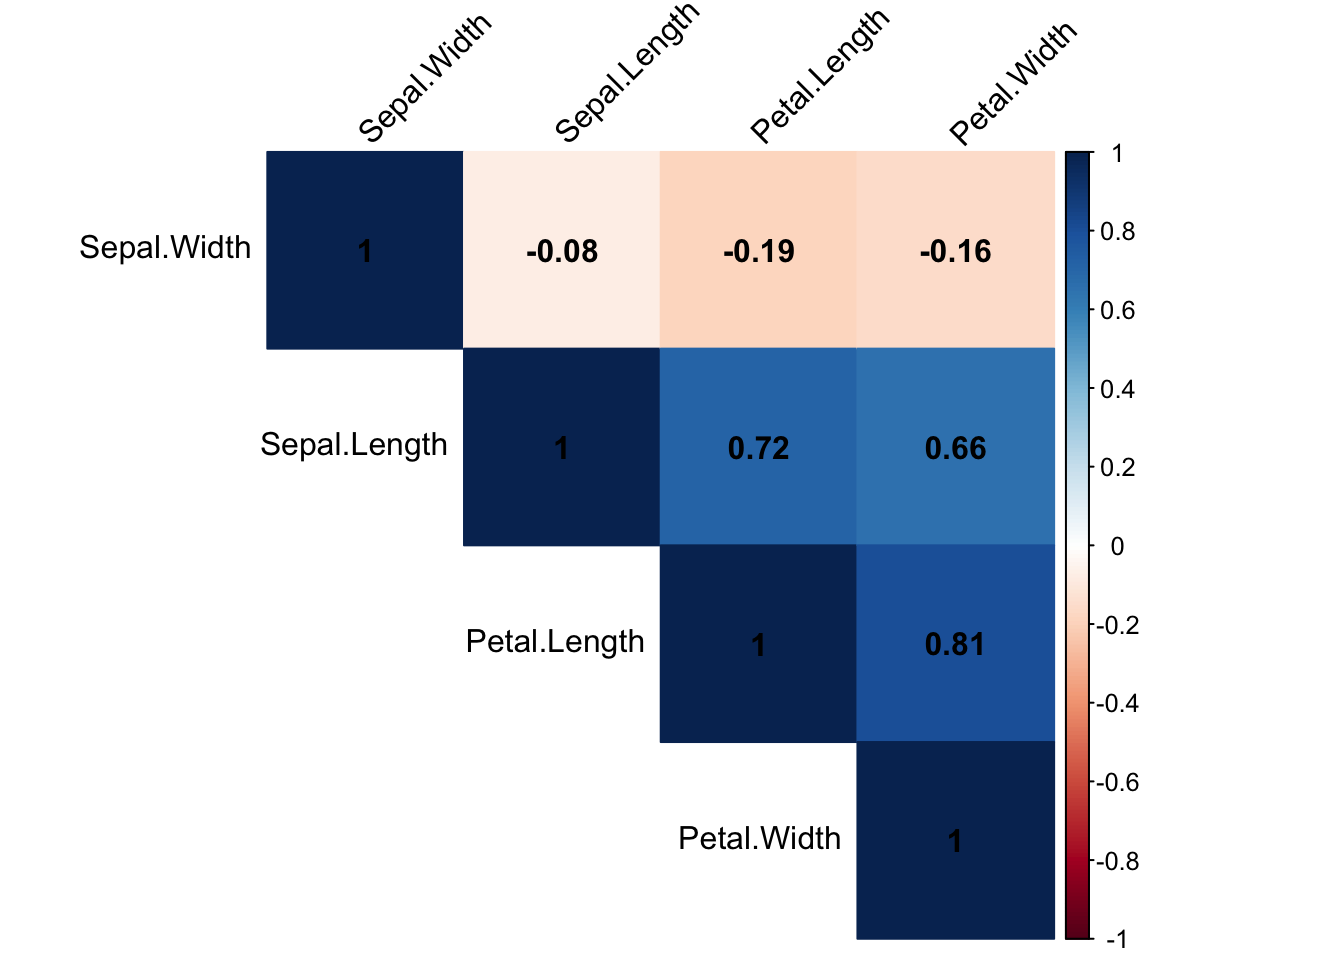 Sepal.Width Sepal.Length Petal.Length Petal.Width
Sepal.Width 1 -0.08 -0.19 -0.16
Sepal.Length 1 0.72 0.66
Petal.Length 1 0.81
Petal.Width 1
1
0.8
0.6
0.4
0.2
0
-0.2
-0.4
-0.6
-0.8
-1